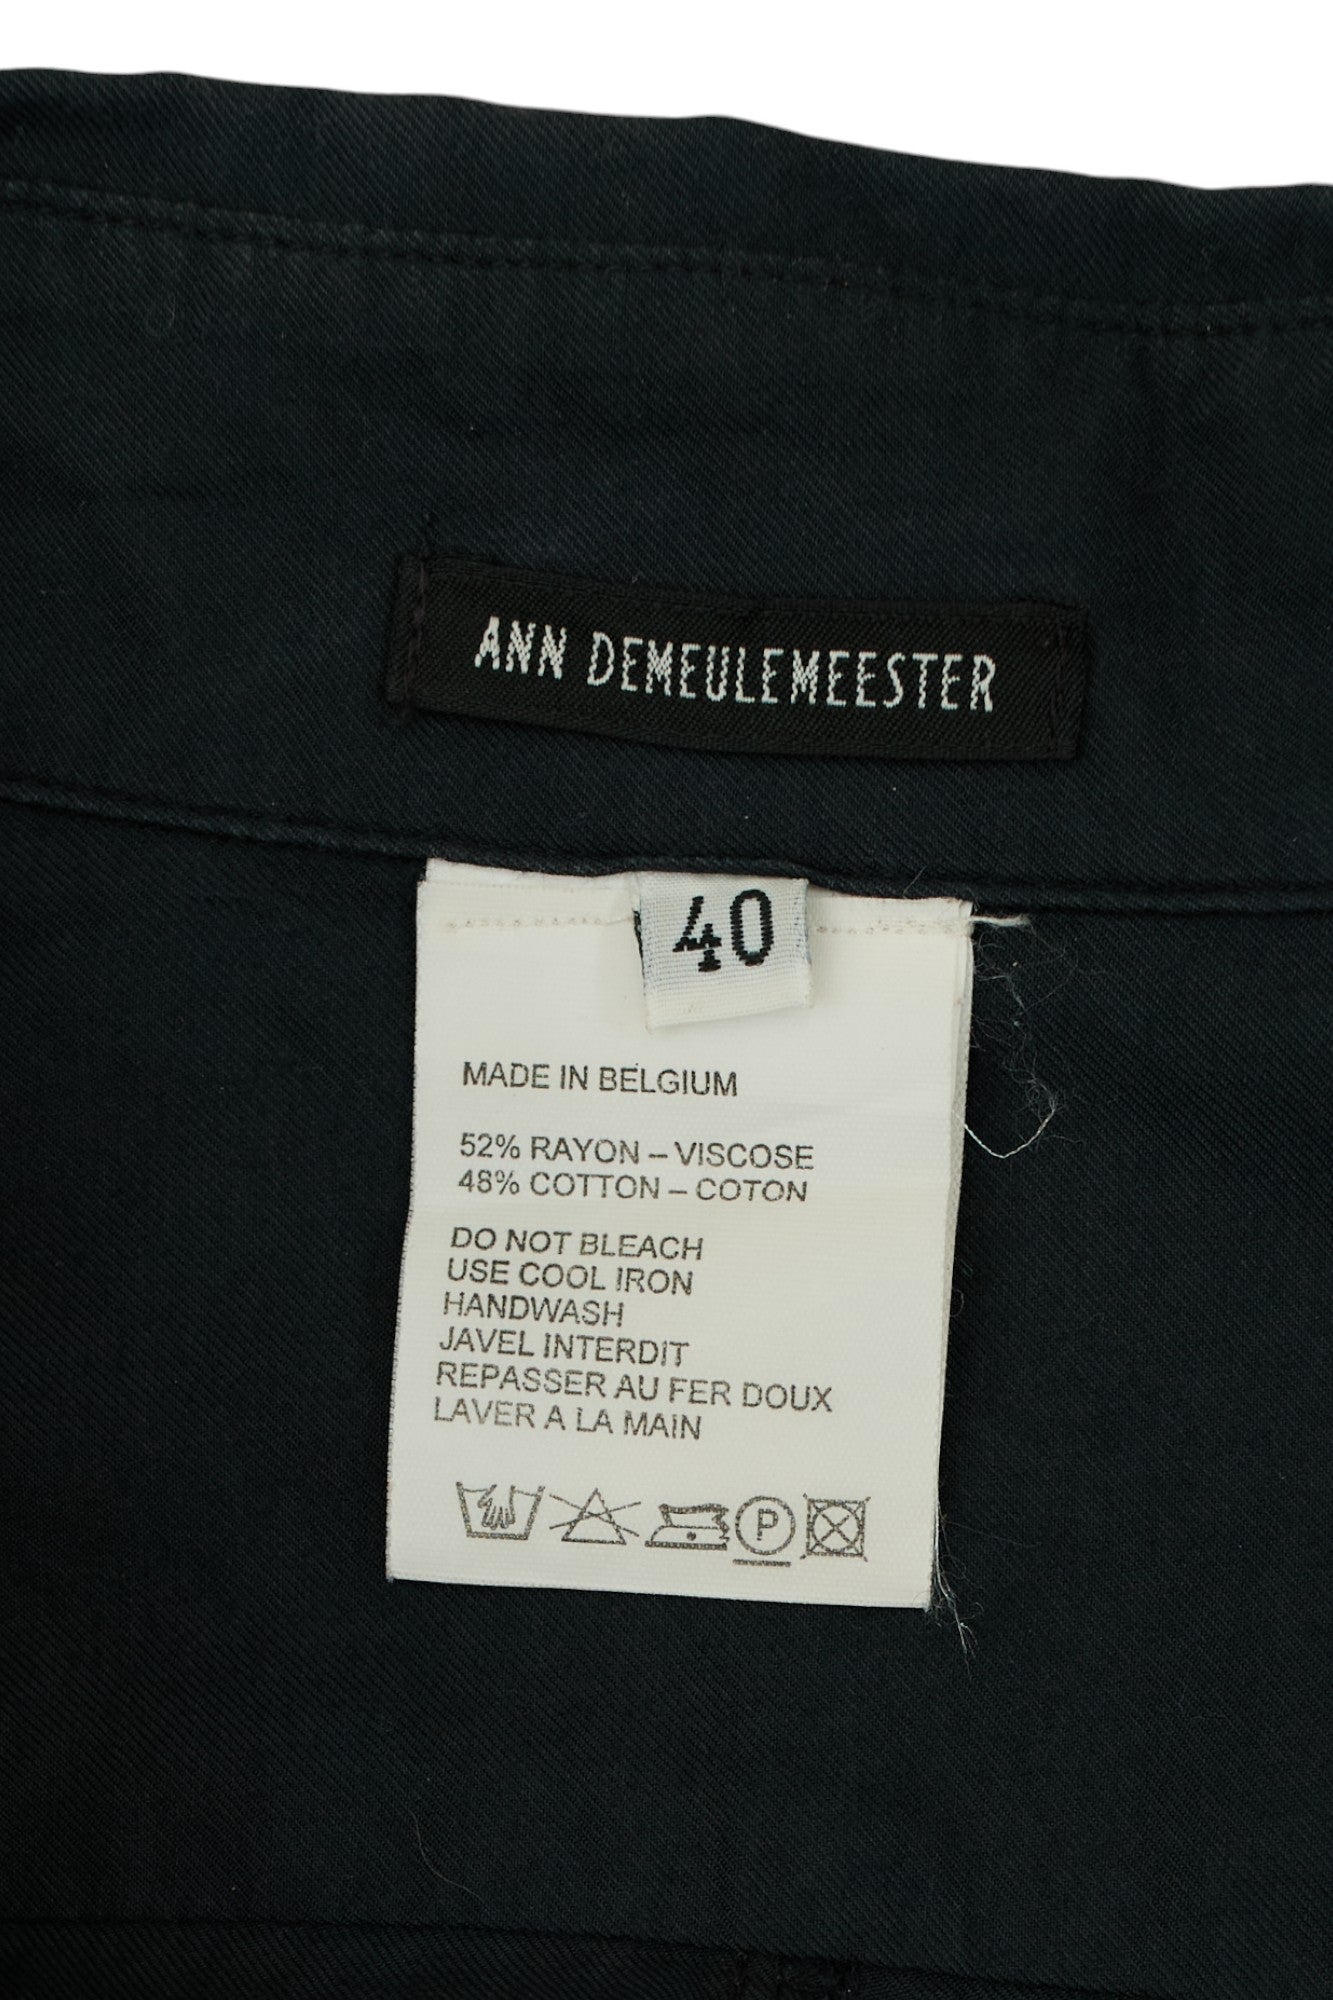 ANN DEMEULEMEESTER
40
MADE IN BELGIUM
52% RAYON – VISCOSE
48% COTTON – COTON
DO NOT BLEACH
USE COOL IRON
HANDWASH
JAVEL INTERDIT
REPASSER AU FER DOUX
LAVER A LA MAIN
P